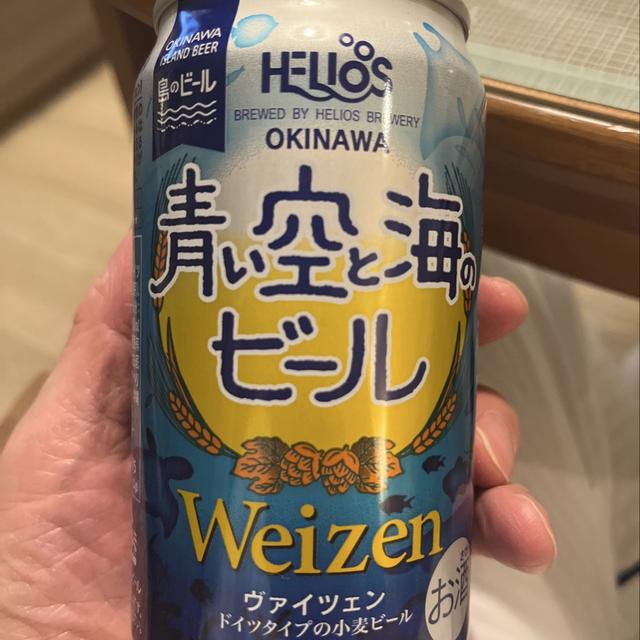 OKINAWA
ISLAND BEER
島のビール
HELIOS
BREWED BY HELIOS BREWERY
OKINAWA
青い空と海の
ビール
Weizen
ヴァイツェン
ドイツタイプの小麦ビール
お酒